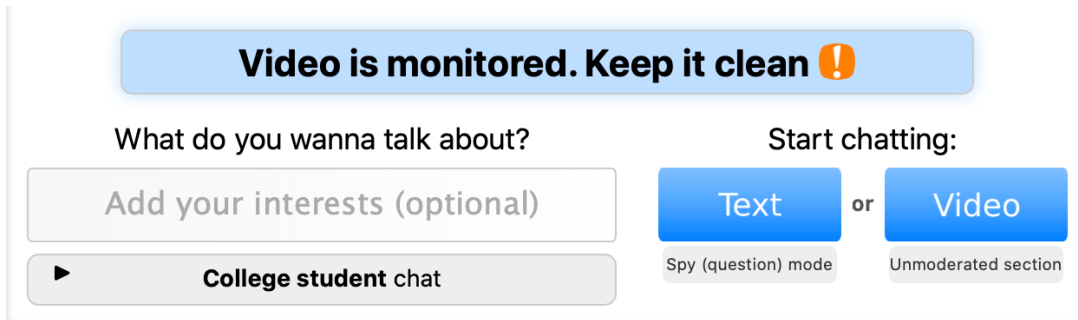 Video is monitored. Keep it clean❗
What do you wanna talk about?
Add your interests (optional)
College student chat
Start chatting:
Text or Video
Spy (question) mode
Unmoderated section